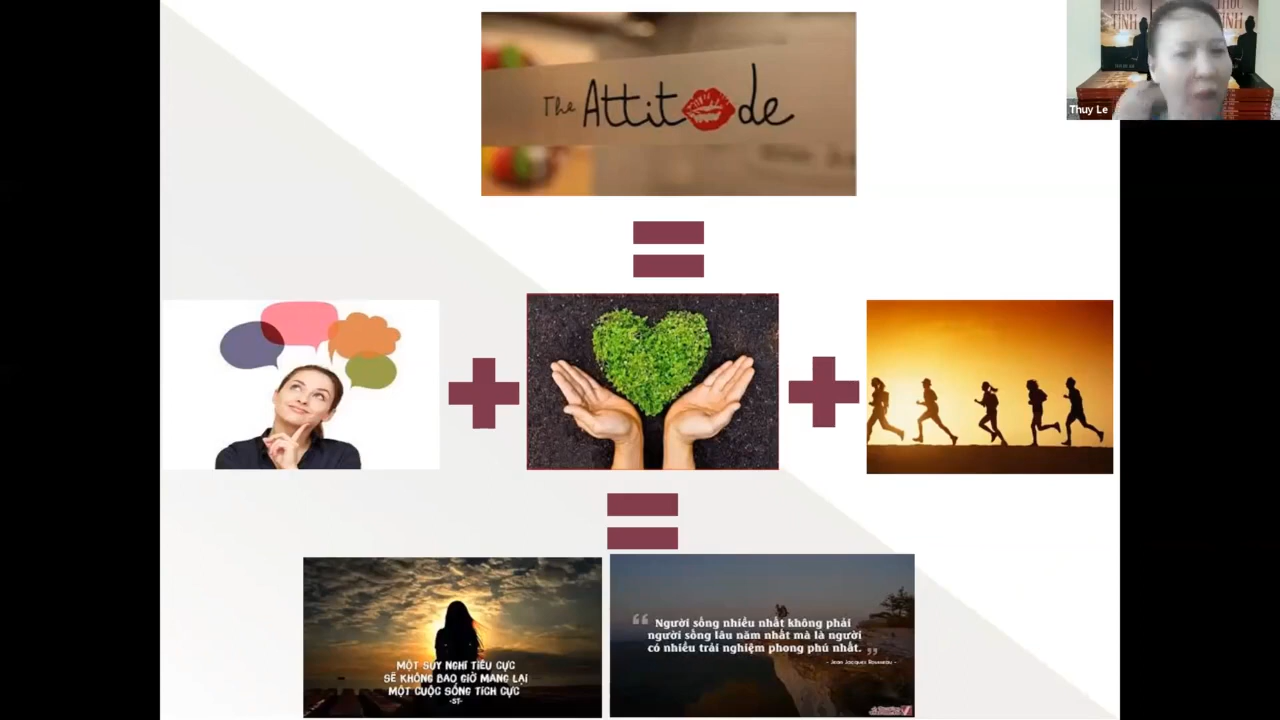 The Attitude
THỨC
TỈNH
Thuy Le
MỘT SUY NGHĨ TIÊU CỰC
SẼ KHÔNG BAO GIỜ MANG LẠI
MỘT CUỘC SỐNG TÍCH CỰC
-ST-
“ Người sống nhiều nhất không phải
người sống lâu năm nhất mà là người
có nhiều trải nghiệm phong phú nhất. ”
- Jean Jacques Rousseau -